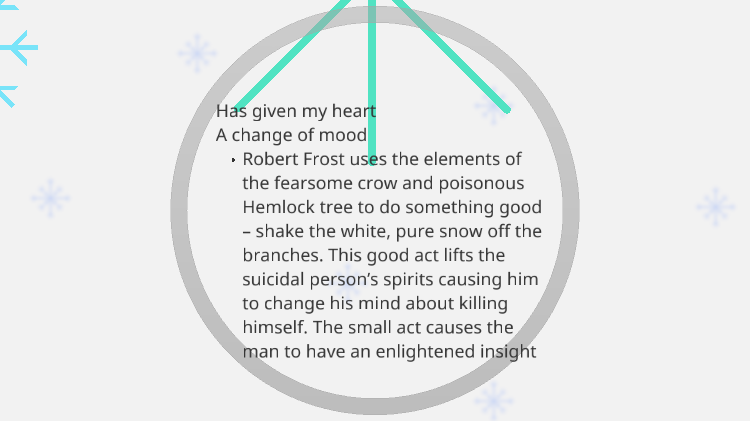 Has given my heart
A change of mood
• Robert Frost uses the elements of
the fearsome crow and poisonous
Hemlock tree to do something good
– shake the white, pure snow off the
branches. This good act lifts the
suicidal person’s spirits causing him
to change his mind about killing
himself. The small act causes the
man to have an enlightened insight